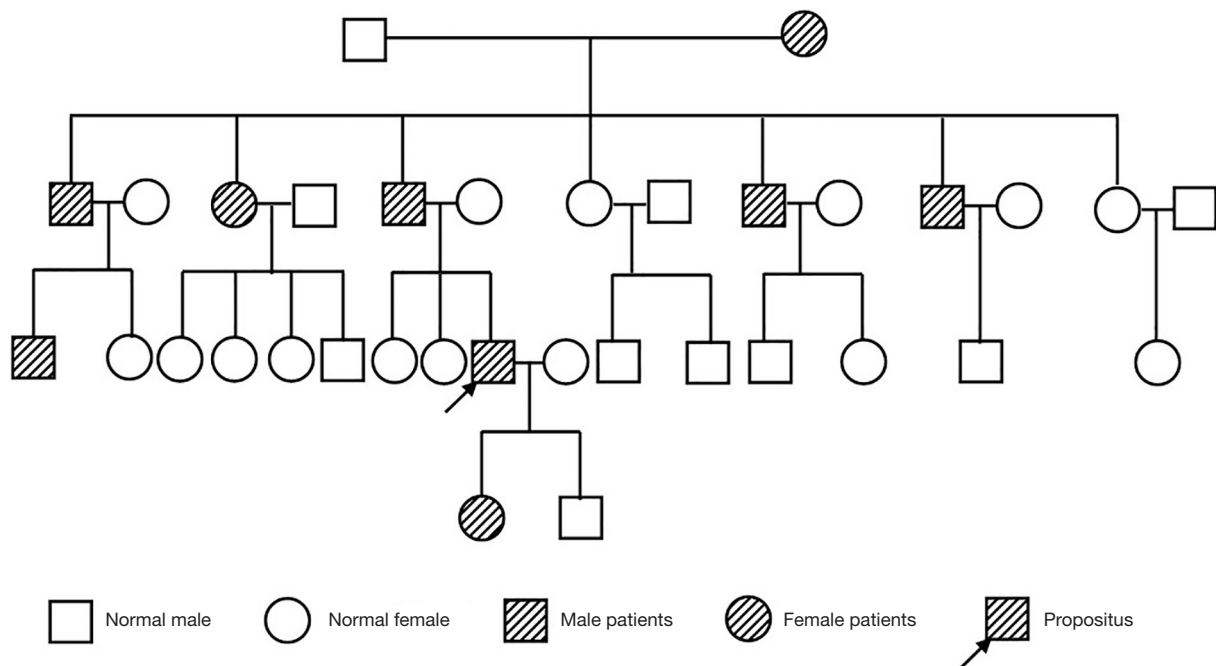 Normal male
Normal female
Male patients
Female patients
Propositus